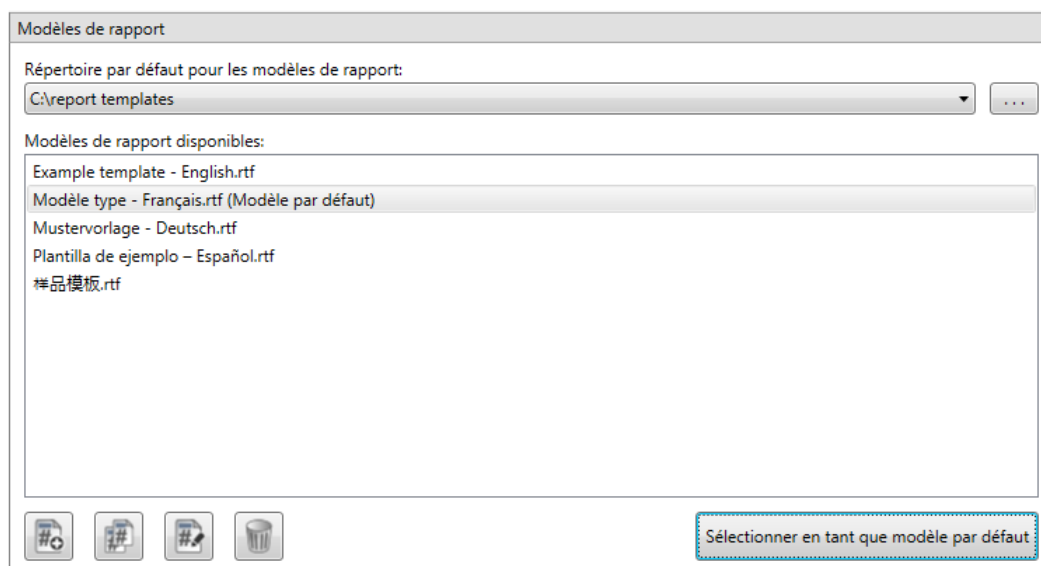 Modèles de rapport
Répertoire par défaut pour les modèles de rapport:
C:\report templates
...
Modèles de rapport disponibles:
Example template - English.rtf
Modèle type - Français.rtf (Modèle par défaut)
Mustervorlage - Deutsch.rtf
Plantilla de ejemplo – Español.rtf
样品模板.rtf
# # #
Sélectionner en tant que modèle par défaut